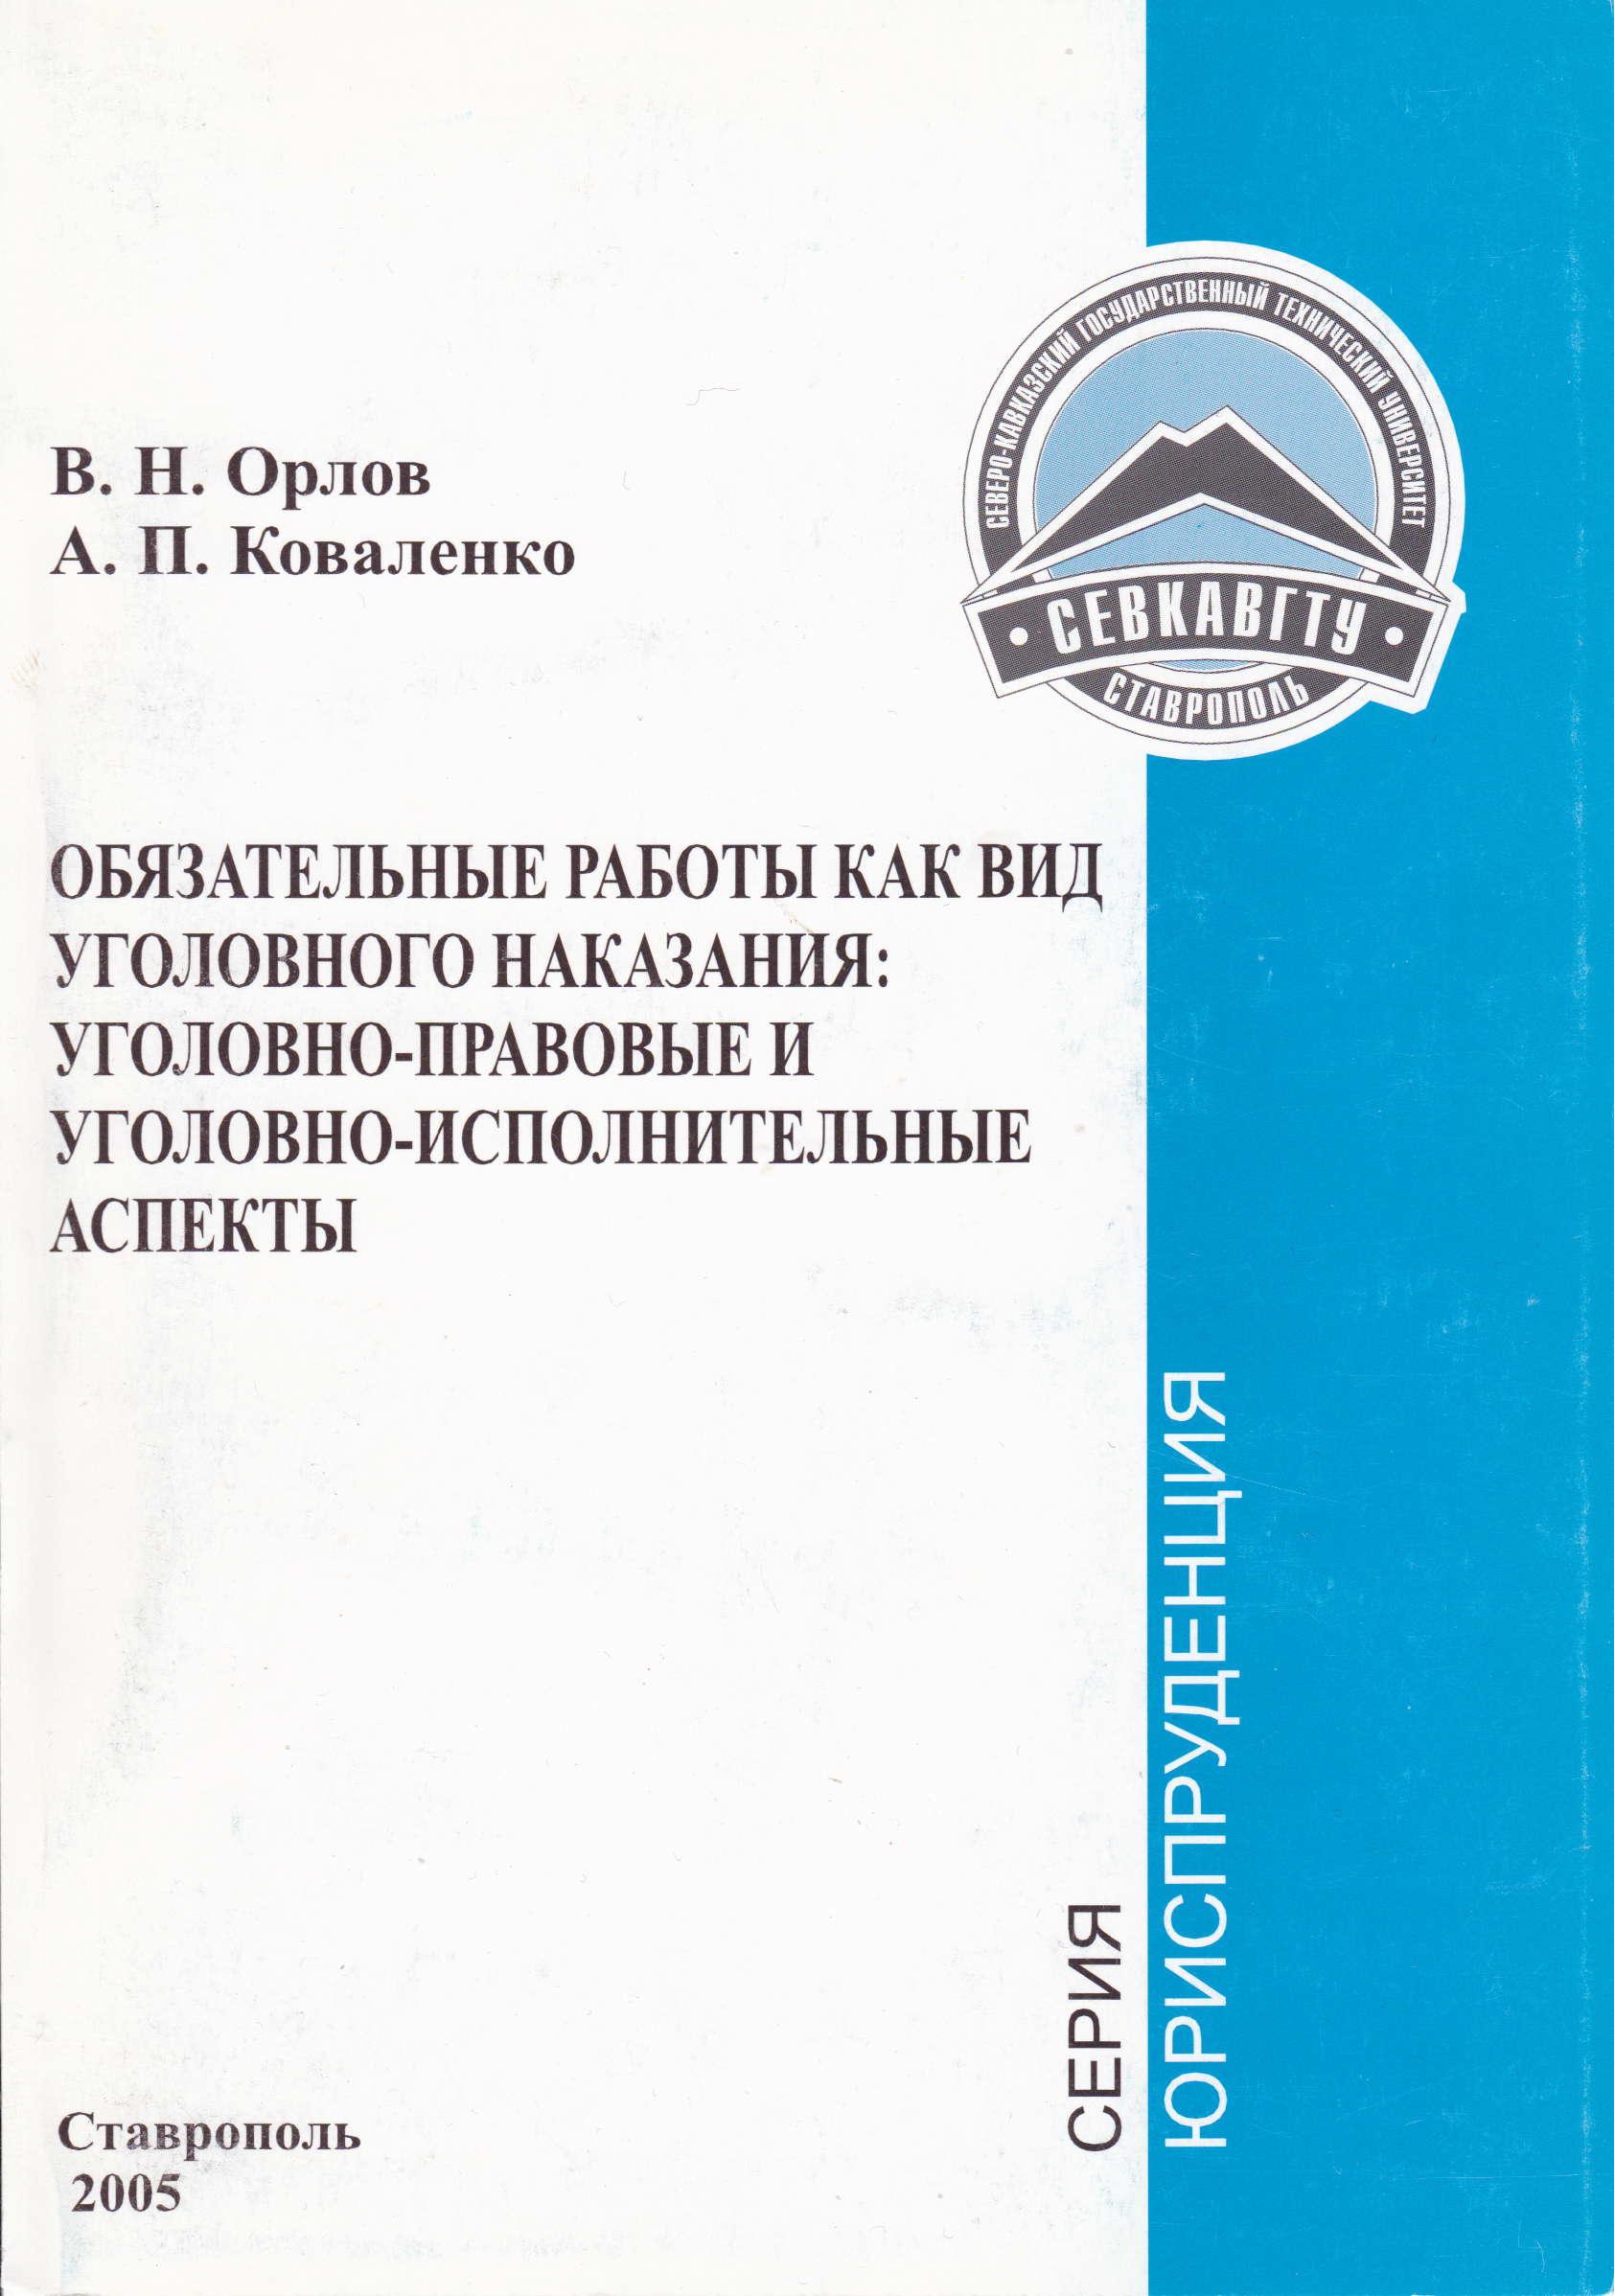 В. Н. Орлов
А. П. Коваленко
СЕВЕРО-КАВКАЗСКИЙ ГОСУДАРСТВЕННЫЙ ТЕХНИЧЕСКИЙ УНИВЕРСИТЕТ
• СЕВКАВГТУ •
СТАВРОПОЛЬ
ОБЯЗАТЕЛЬНЫЕ РАБОТЫ КАК ВИД
УГОЛОВНОГО НАКАЗАНИЯ:
УГОЛОВНО-ПРАВОВЫЕ И
УГОЛОВНО-ИСПОЛНИТЕЛЬНЫЕ
АСПЕКТЫ
СЕРИЯ
ЮРИСПРУДЕНЦИЯ
Ставрополь
2005